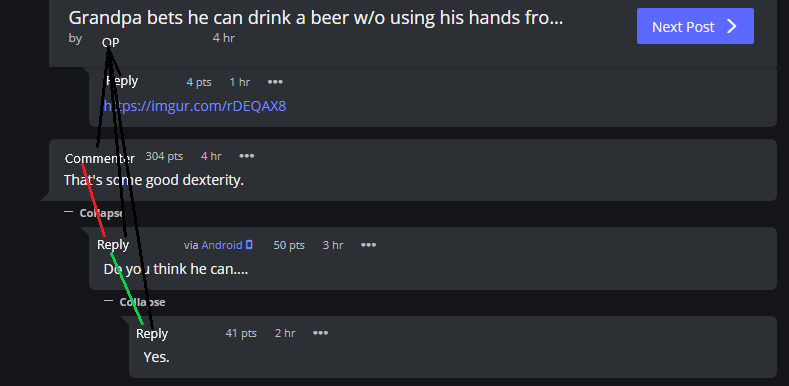 Grandpa bets he can drink a beer w/o using his hands fro...
Next Post
by OP 4 hr
Reply 4 pts 1 hr •••
https://imgur.com/rDEQAX8
Commenter 304 pts 4 hr •••
That's some good dexterity.
— Collapse
Reply via Android 50 pts 3 hr •••
Do you think he can....
— Collapse
Reply 41 pts 2 hr •••
Yes.